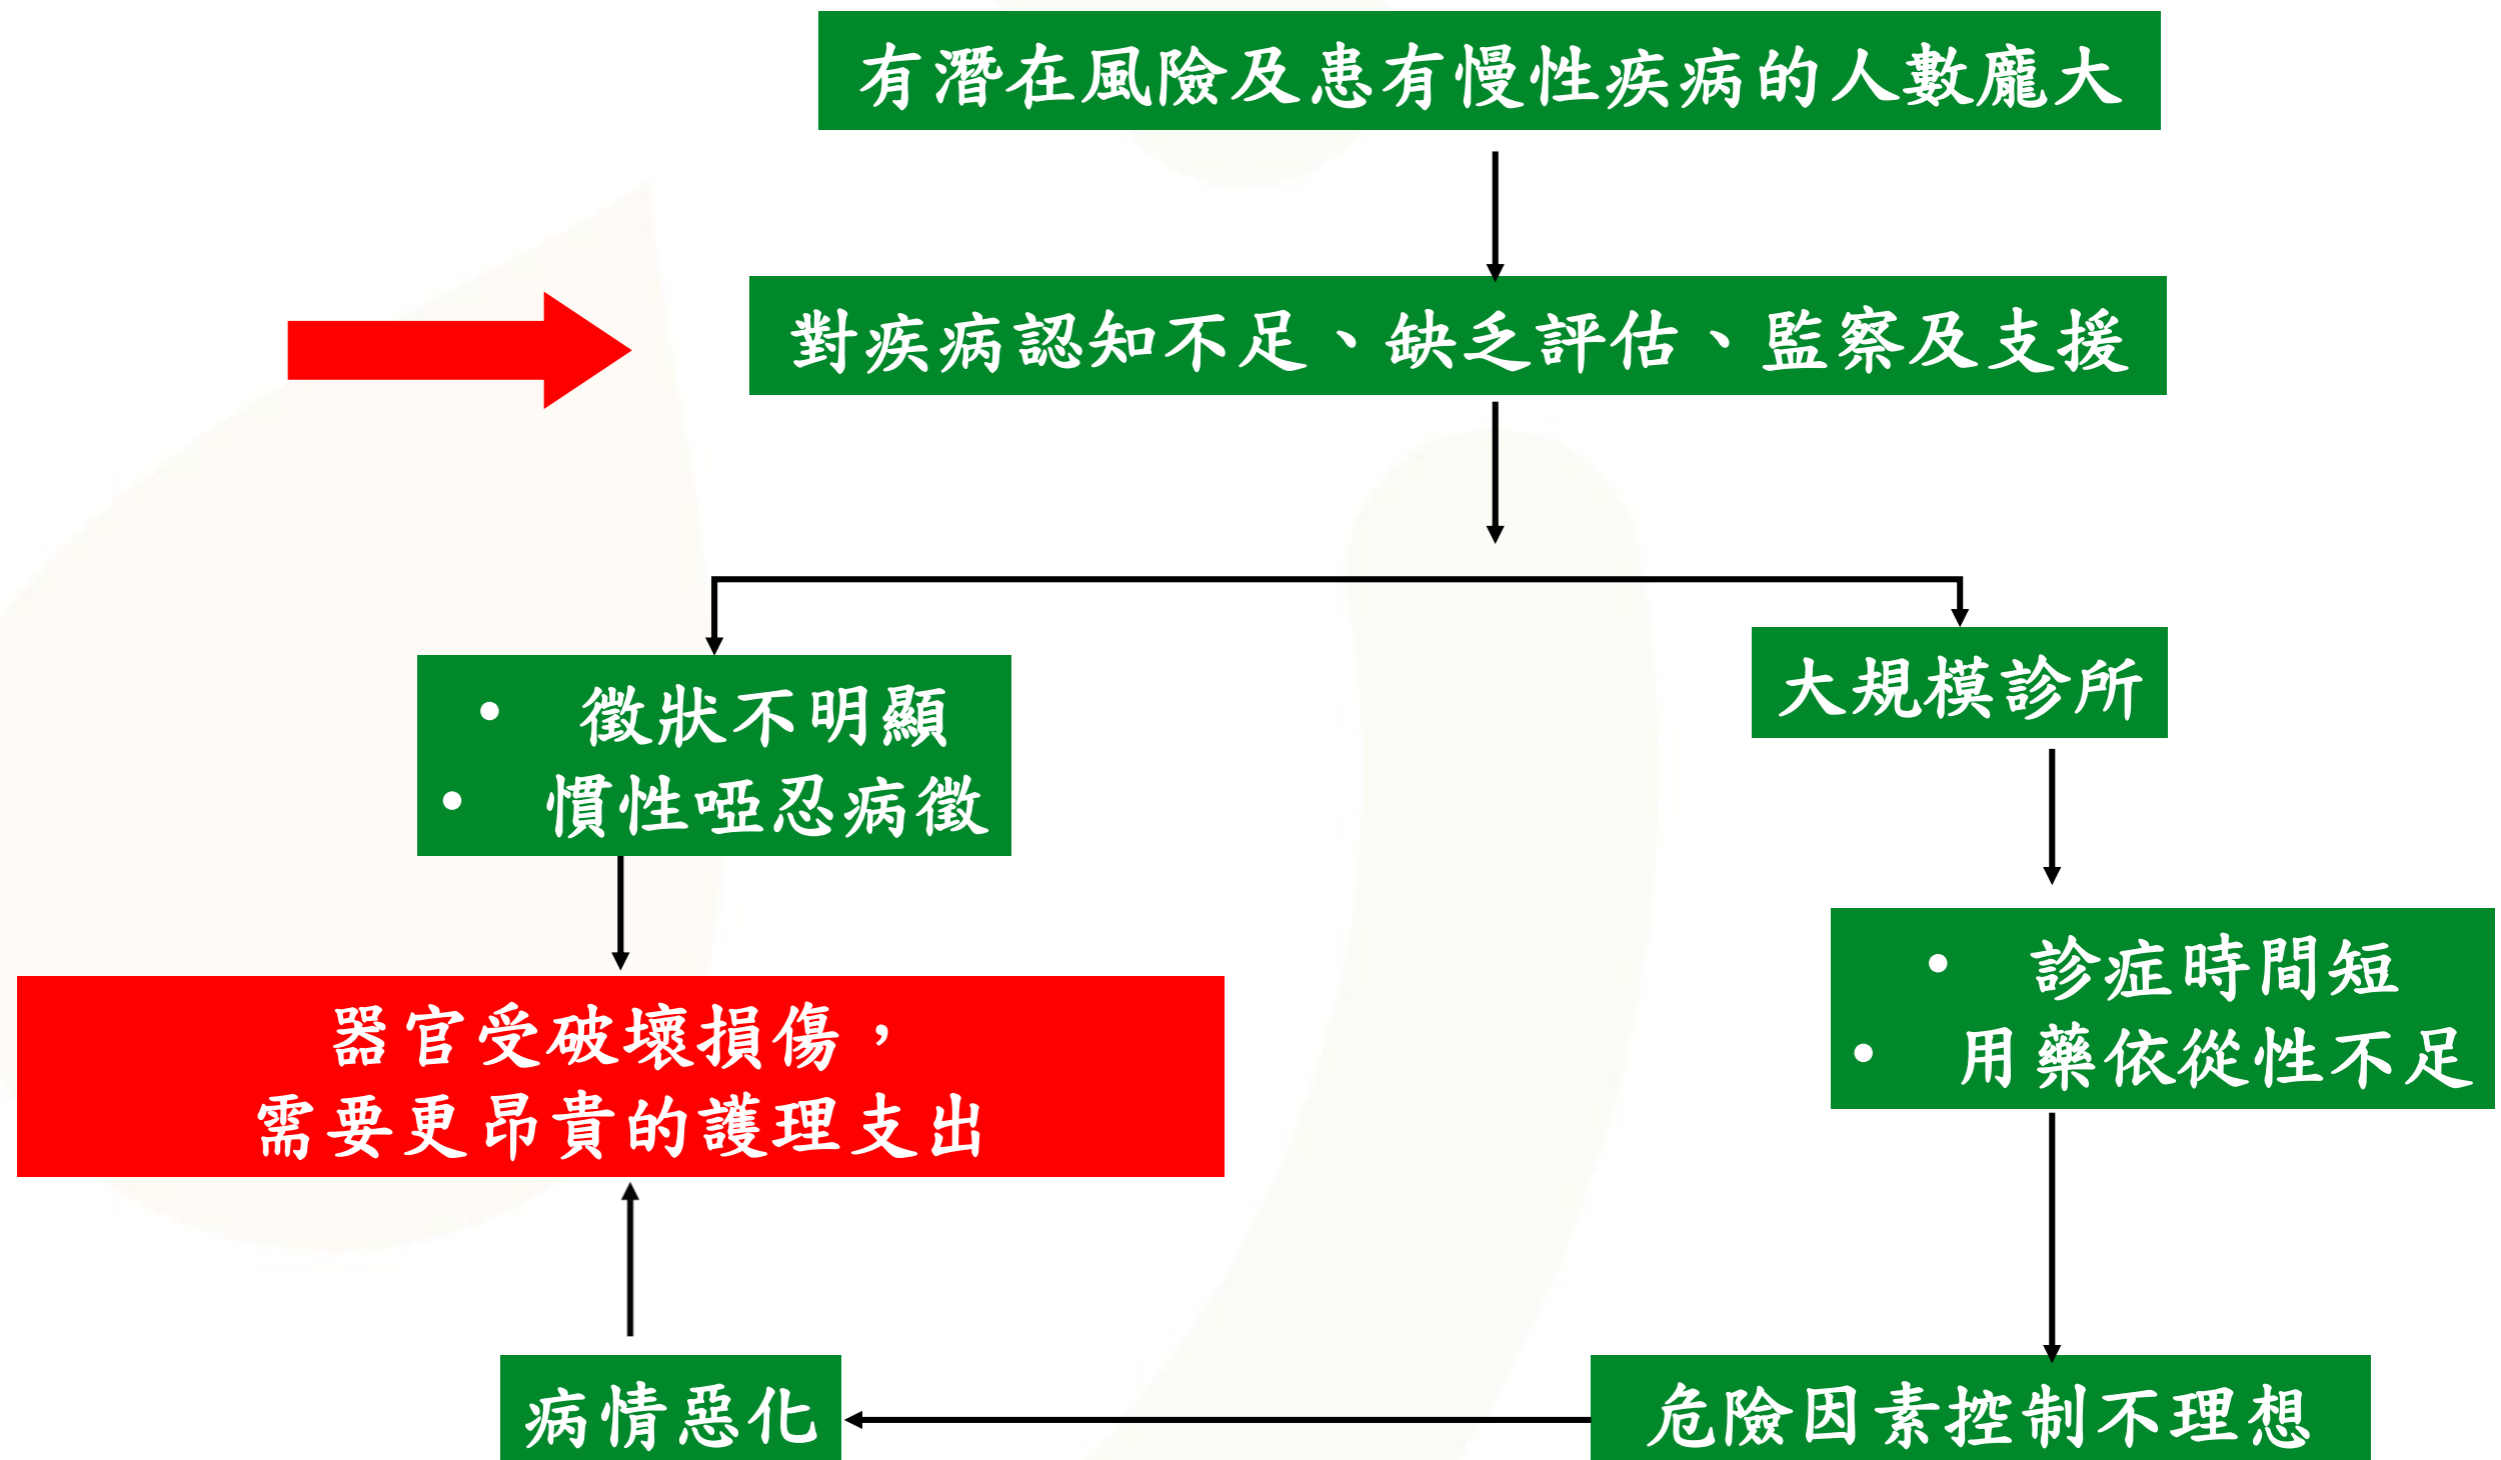 有潛在風險及患有慢性疾病的人數龐大
對疾病認知不足、缺乏評估、監察及支援
• 徵狀不明顯
• 慣性啞忍病徵
大規模診所
• 診症時間短
• 用藥依從性不足
器官受破壞損傷，
需要更昂貴的護理支出
病情惡化
危險因素控制不理想